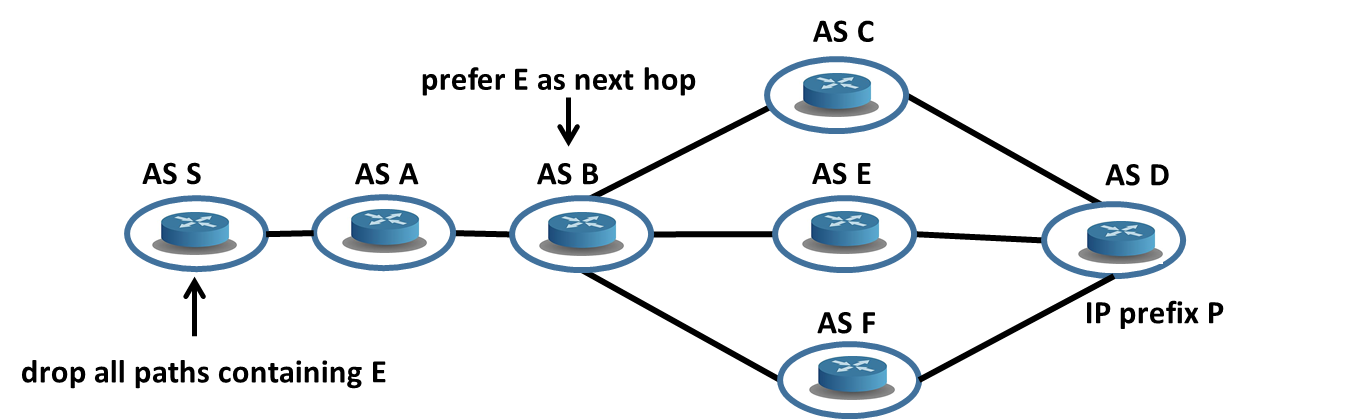 AS C
prefer E as next hop
AS S
AS A
AS B
AS E
AS D
IP prefix P
AS F
drop all paths containing E